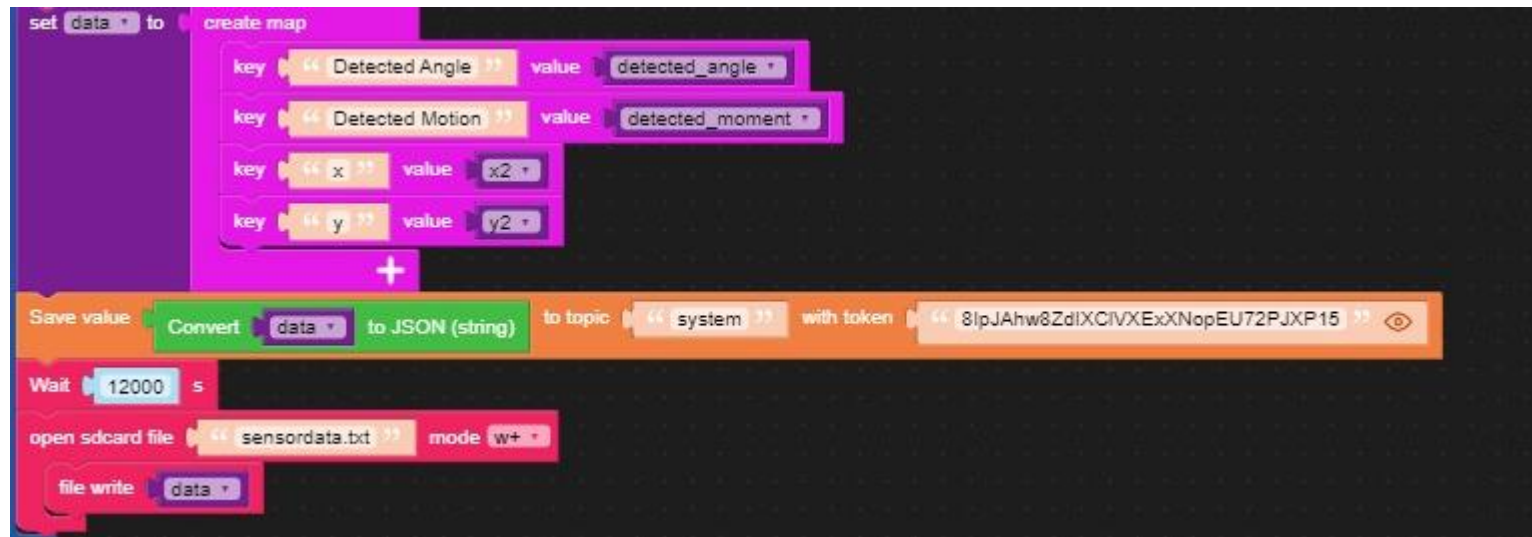 set data to create map
key “ Detected Angle ” value detected_angle
key “ Detected Motion ” value detected_moment
key “ x ” value x2
key “ y ” value y2
+
Save value Convert data to JSON (string) to topic “ system ” with token “ 8IpJAhw8ZdIXCIVXExXNopEU72PJXP15 ”
Wait 12000 s
open sdcard file “ sensordata.txt ” mode w+
file write data